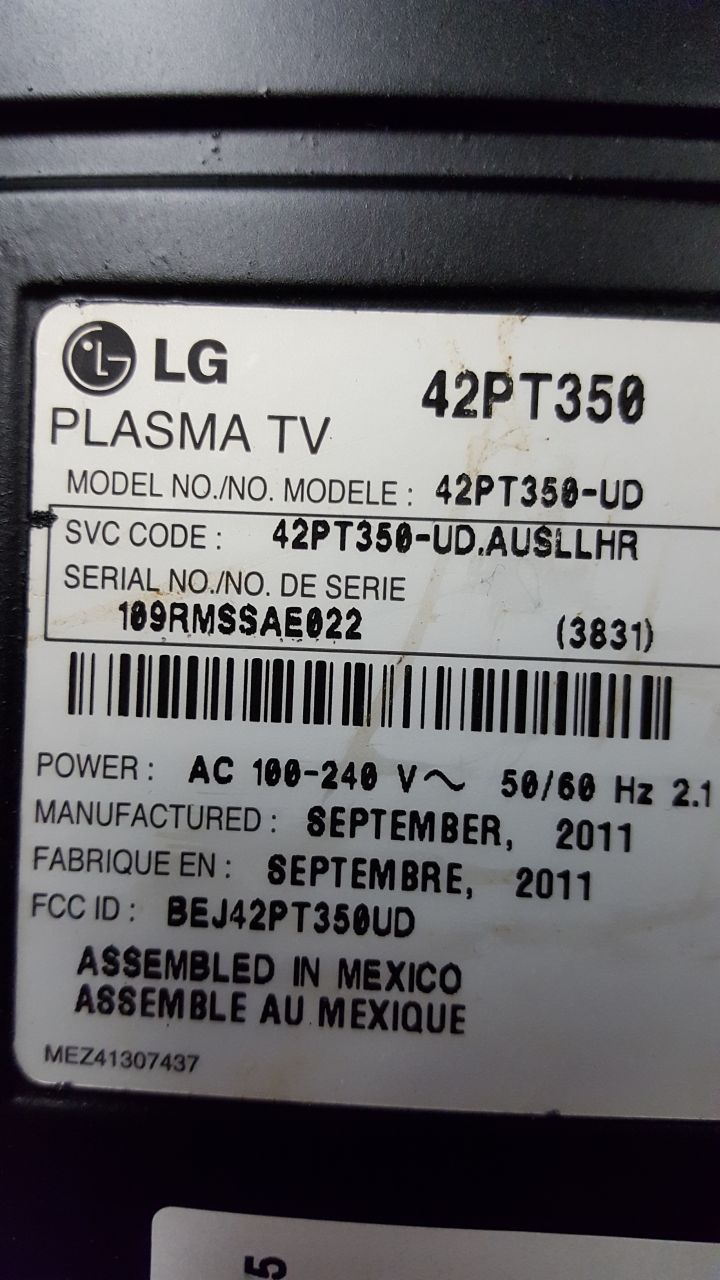 LG
42PT350
PLASMA TV
MODEL NO./NO. MODELE : 42PT350-UD
SVC CODE : 42PT350-UD.AUSLLHR
SERIAL NO./NO. DE SERIE
109RMSSAE022 (3831)
POWER : AC 100-240 V~ 50/60 Hz 2.1
MANUFACTURED : SEPTEMBER, 2011
FABRIQUE EN : SEPTEMBRE, 2011
FCC ID : BEJ42PT350UD
ASSEMBLED IN MEXICO
ASSEMBLE AU MEXIQUE
MEZ41307437
5